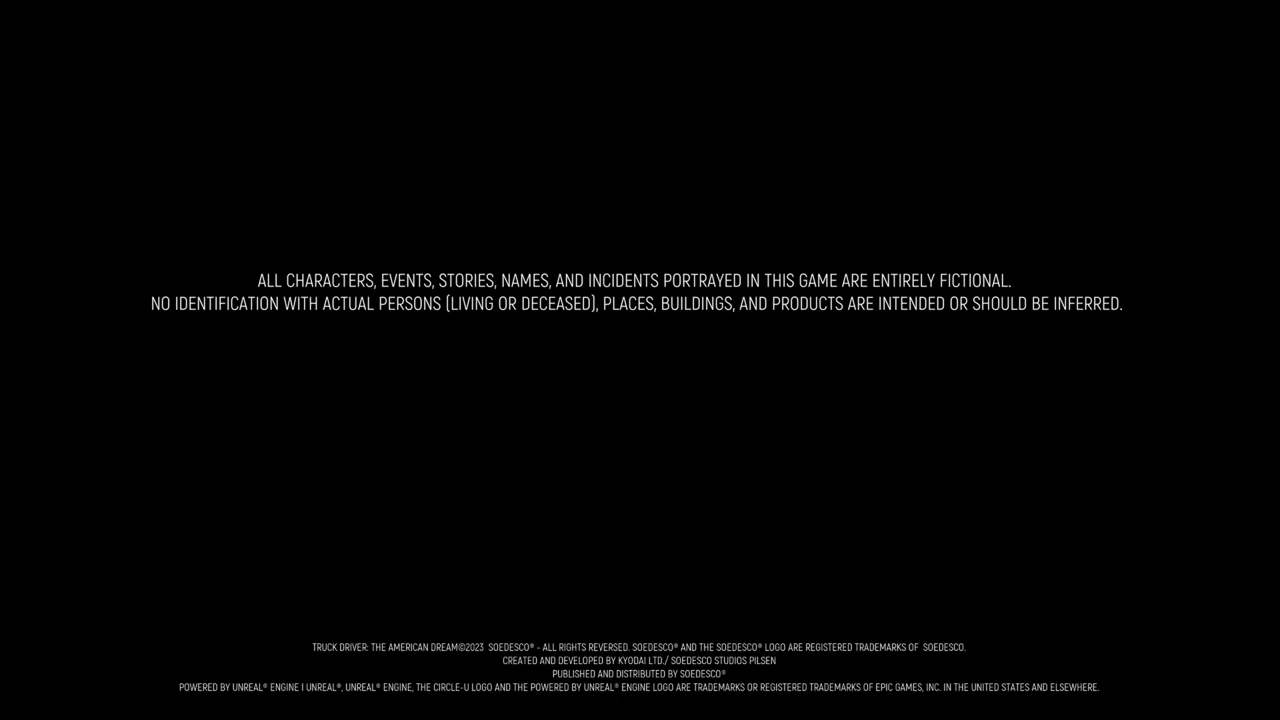 ALL CHARACTERS, EVENTS, STORIES, NAMES, AND INCIDENTS PORTRAYED IN THIS GAME ARE ENTIRELY FICTIONAL.
NO IDENTIFICATION WITH ACTUAL PERSONS (LIVING OR DECEASED), PLACES, BUILDINGS, AND PRODUCTS ARE INTENDED OR SHOULD BE INFERRED.
TRUCK DRIVER: THE AMERICAN DREAM©2023 SOEDESCO® - ALL RIGHTS REVERSED. SOEDESCO® AND THE SOEDESCO® LOGO ARE REGISTERED TRADEMARKS OF SOEDESCO.
CREATED AND DEVELOPED BY KYODAI LTD./ SOEDESCO STUDIOS PILSEN
PUBLISHED AND DISTRIBUTED BY SOEDESCO®
POWERED BY UNREAL® ENGINE I UNREAL®, UNREAL® ENGINE, THE CIRCLE-U LOGO AND THE POWERED BY UNREAL® ENGINE LOGO ARE TRADEMARKS OR REGISTERED TRADEMARKS OF EPIC GAMES, INC. IN THE UNITED STATES AND ELSEWHERE.